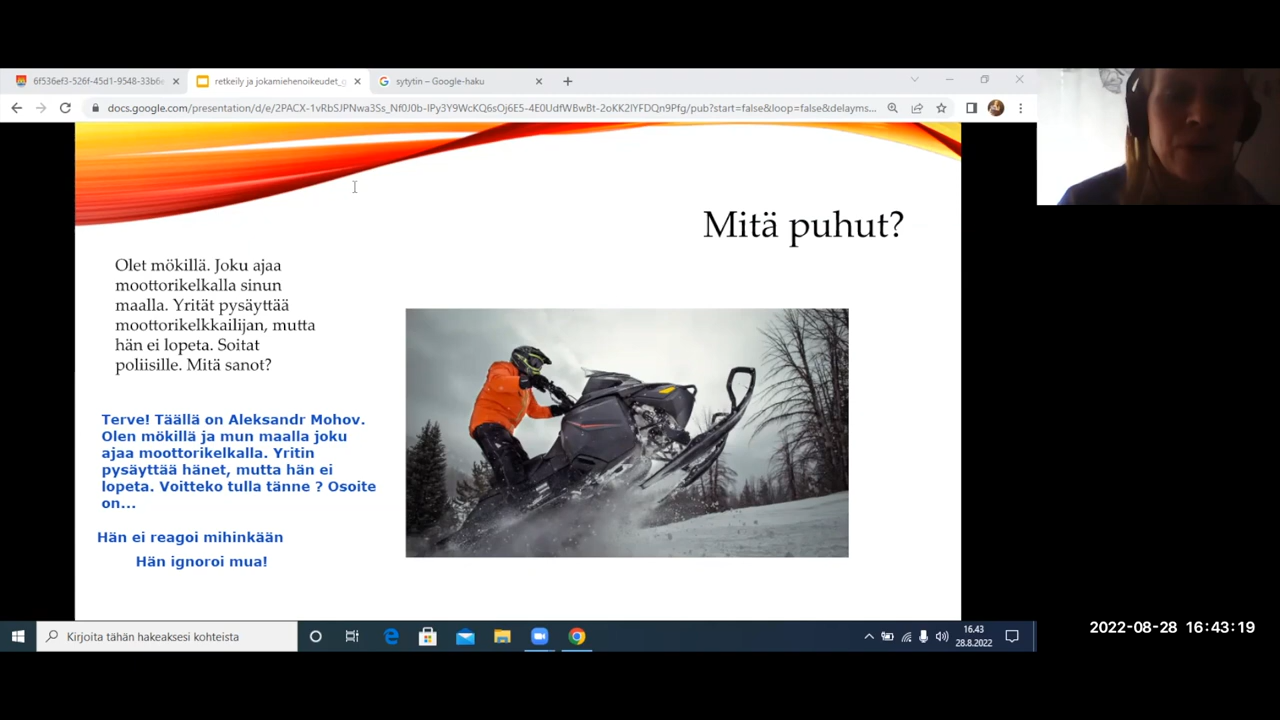 6f536ef3-526f-45d1-9548-33b6
retkeily ja jokamiehenoikeudet_g
sytytin – Google-haku
docs.google.com/presentation/d/e/2PACX-1vRbSJPNwa3Ss_Nf0J0b-IPy3Y9WcKQ6sOj6E5-4E0UdfWBwBt-2oKK2lYFDQn9Pfg/pub?start=false&loop=false&delayms...
Mitä puhut?
Olet mökillä. Joku ajaa
moottorikelkalla sinun
maalla. Yrität pysäyttää
moottorikelkkailijan, mutta
hän ei lopeta. Soitat
poliisille. Mitä sanot?
Terve! Täällä on Aleksandr Mohov.
Olen mökillä ja mun maalla joku
ajaa moottorikelkalla. Yritin
pysäyttää hänet, mutta hän ei
lopeta. Voitteko tulla tänne ? Osoite
on...
Hän ei reagoi mihinkään
Hän ignoroi mua!
Kirjoita tähän hakeaksesi kohteista
16.43
28.8.2022
2022-08-28 16:43:19